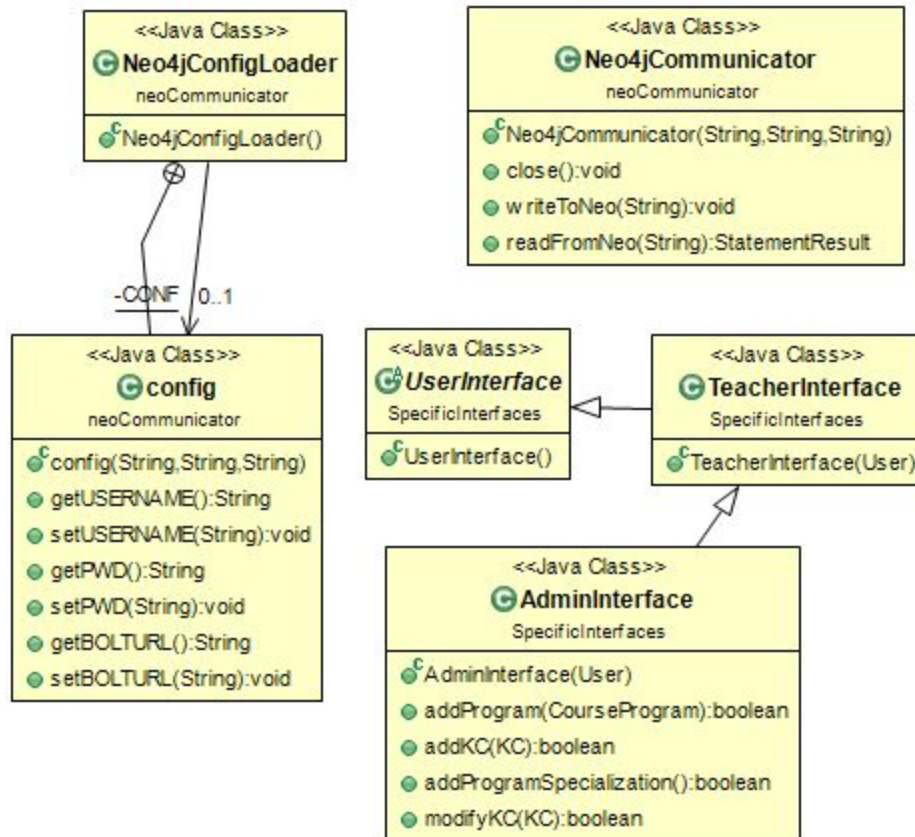 <<Java Class>>
Neo4jConfigLoader
neoCommunicator
Neo4jConfigLoader()
<<Java Class>>
Neo4jCommunicator
neoCommunicator
Neo4jCommunicator(String,String,String)
close():void
writeToNeo(String):void
readFromNeo(String):StatementResult
-CONF 0..1
<<Java Class>>
config
neoCommunicator
config(String,String,String)
getUSERNAME():String
setUSERNAME(String):void
getPWD():String
setPWD(String):void
getBOLTURL():String
setBOLTURL(String):void
<<Java Class>>
UserInterface
SpecificInterfaces
UserInterface()
<<Java Class>>
TeacherInterface
SpecificInterfaces
TeacherInterface(User)
<<Java Class>>
AdminInterface
SpecificInterfaces
AdminInterface(User)
addProgram(CourseProgram):boolean
addKC(KC):boolean
addProgramSpecialization():boolean
modifyKC(KC):boolean